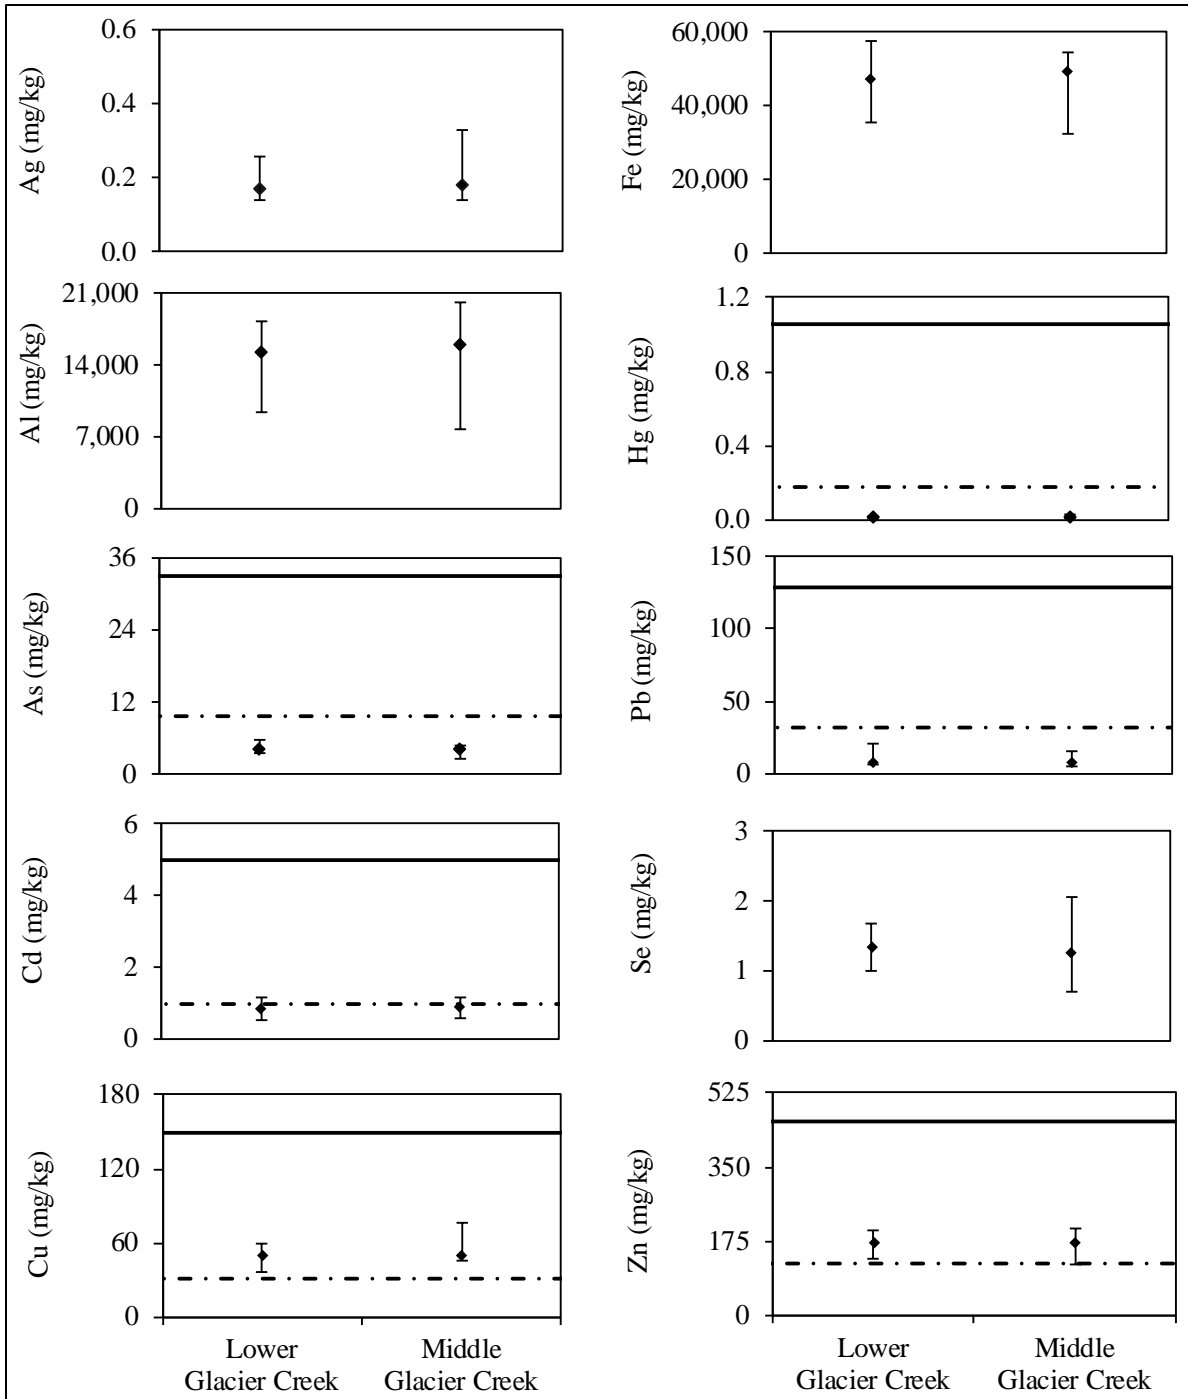 Ag (mg/kg)
0.6
0.4
0.2
0.0
Al (mg/kg)
21,000
14,000
7,000
0
As (mg/kg)
36
24
12
0
Cd (mg/kg)
6
4
2
0
Cu (mg/kg)
180
120
60
0
Lower
Glacier Creek
Middle
Glacier Creek
Fe (mg/kg)
60,000
40,000
20,000
0
Hg (mg/kg)
1.2
0.8
0.4
0.0
Pb (mg/kg)
150
100
50
0
Se (mg/kg)
3
2
1
0
Zn (mg/kg)
525
350
175
0
Lower
Glacier Creek
Middle
Glacier Creek